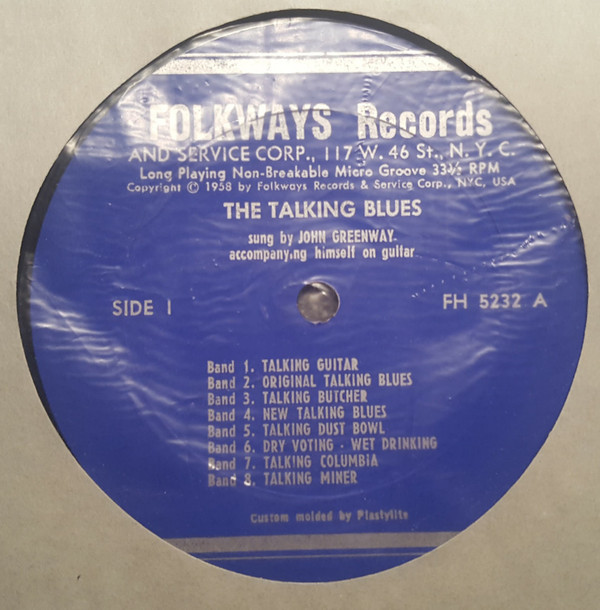 FOLKWAYS Records
AND SERVICE CORP., 117 W. 46 St., N. Y. C.
Long Playing Non-Breakable Micro Groove 33⅓ RPM
Copyright © 1958 by Folkways Records & Service Corp., NYC, USA
THE TALKING BLUES
sung by JOHN GREENWAY
accompanying himself on guitar
SIDE I
FH 5232 A
Band 1. TALKING GUITAR
Band 2. ORIGINAL TALKING BLUES
Band 3. TALKING BUTCHER
Band 4. NEW TALKING BLUES
Band 5. TALKING DUST BOWL
Band 6. DRY VOTING - WET DRINKING
Band 7. TALKING COLUMBIA
Band 8. TALKING MINER
Custom molded by Plastylite